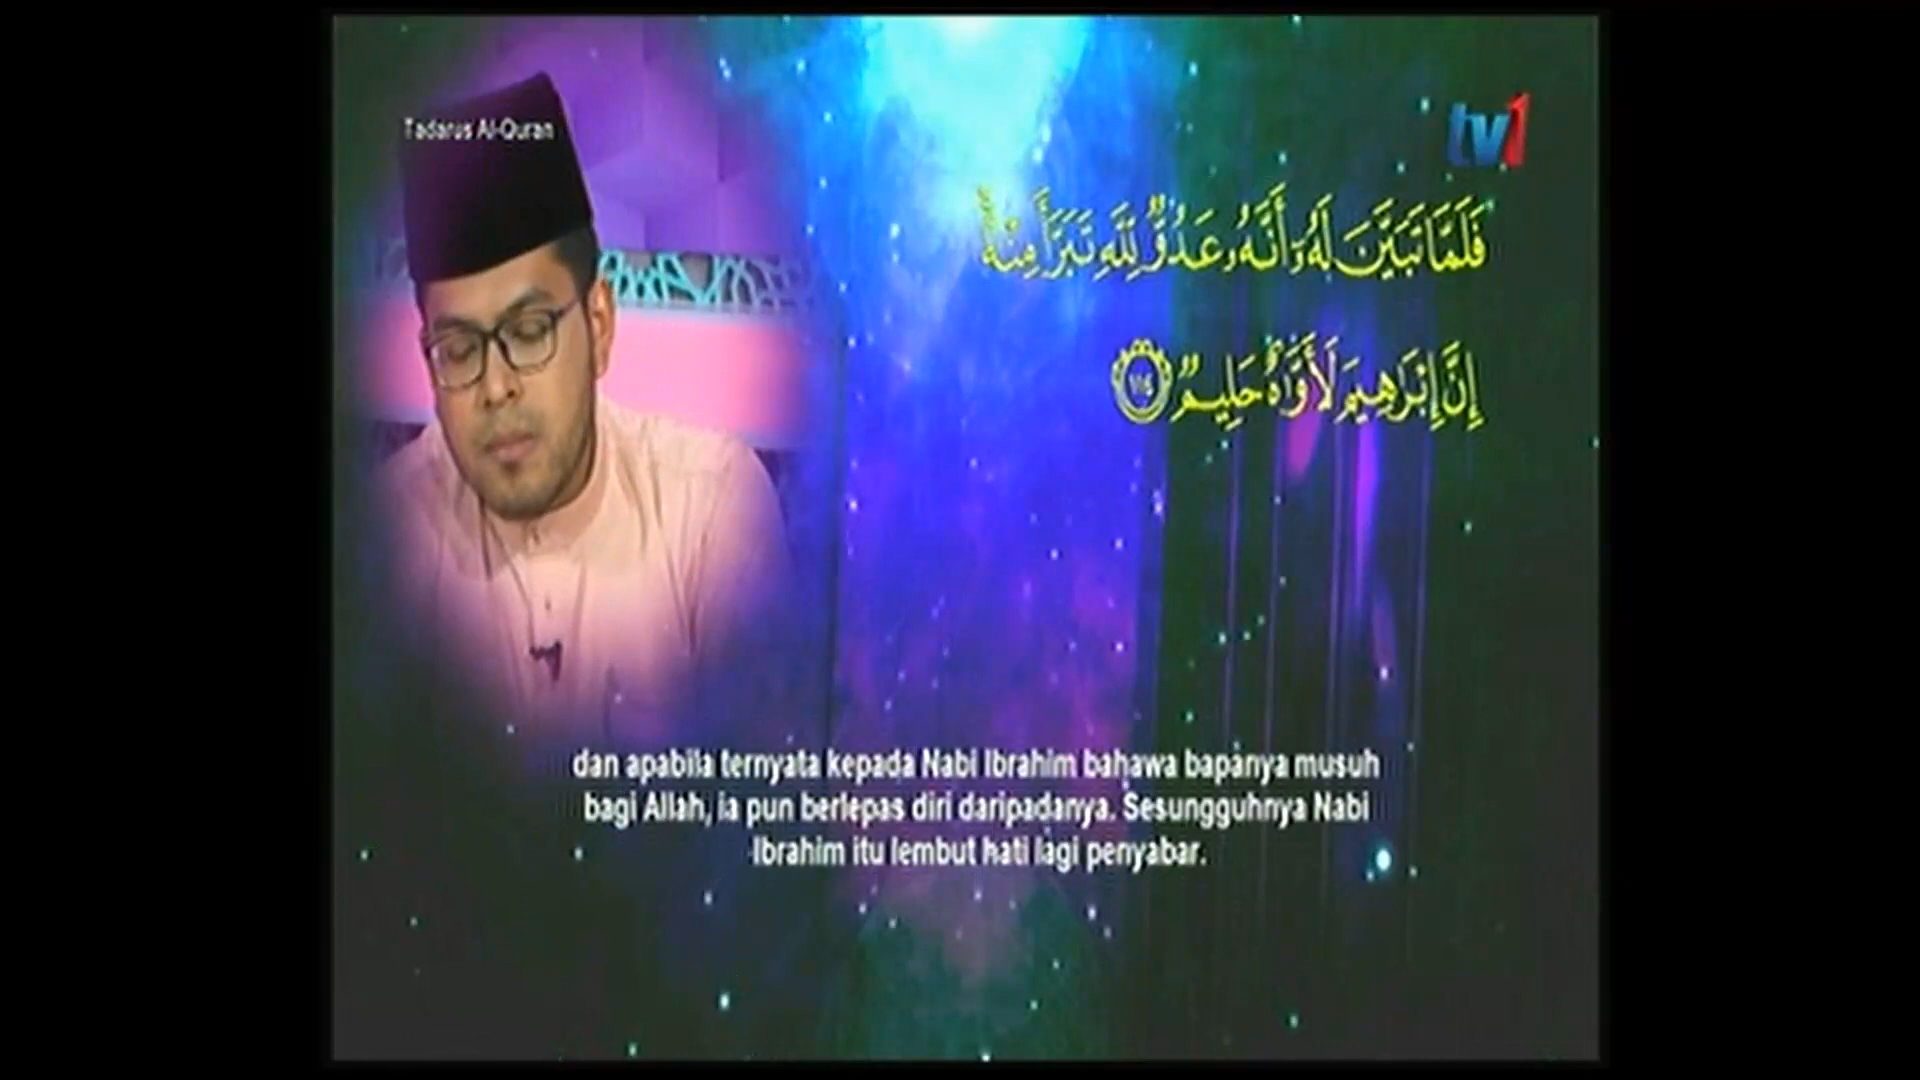 Tadarus Al-Quran
tv1
فَلَمَّا تَبَيَّنَ لَهُۥٓ أَنَّهُۥ عَدُوٌّ لِلَّهِ تَبَرَّأَ مِنْهُ
إِنَّ إِبْرَٰهِيمَ لَأَوَّٰهٌ حَلِيمٌ ١١٤
dan apabila ternyata kepada Nabi Ibrahim bahawa bapanya musuh
bagi Allah, ia pun berlepas diri daripadanya. Sesungguhnya Nabi
Ibrahim itu lembut hati lagi penyabar.